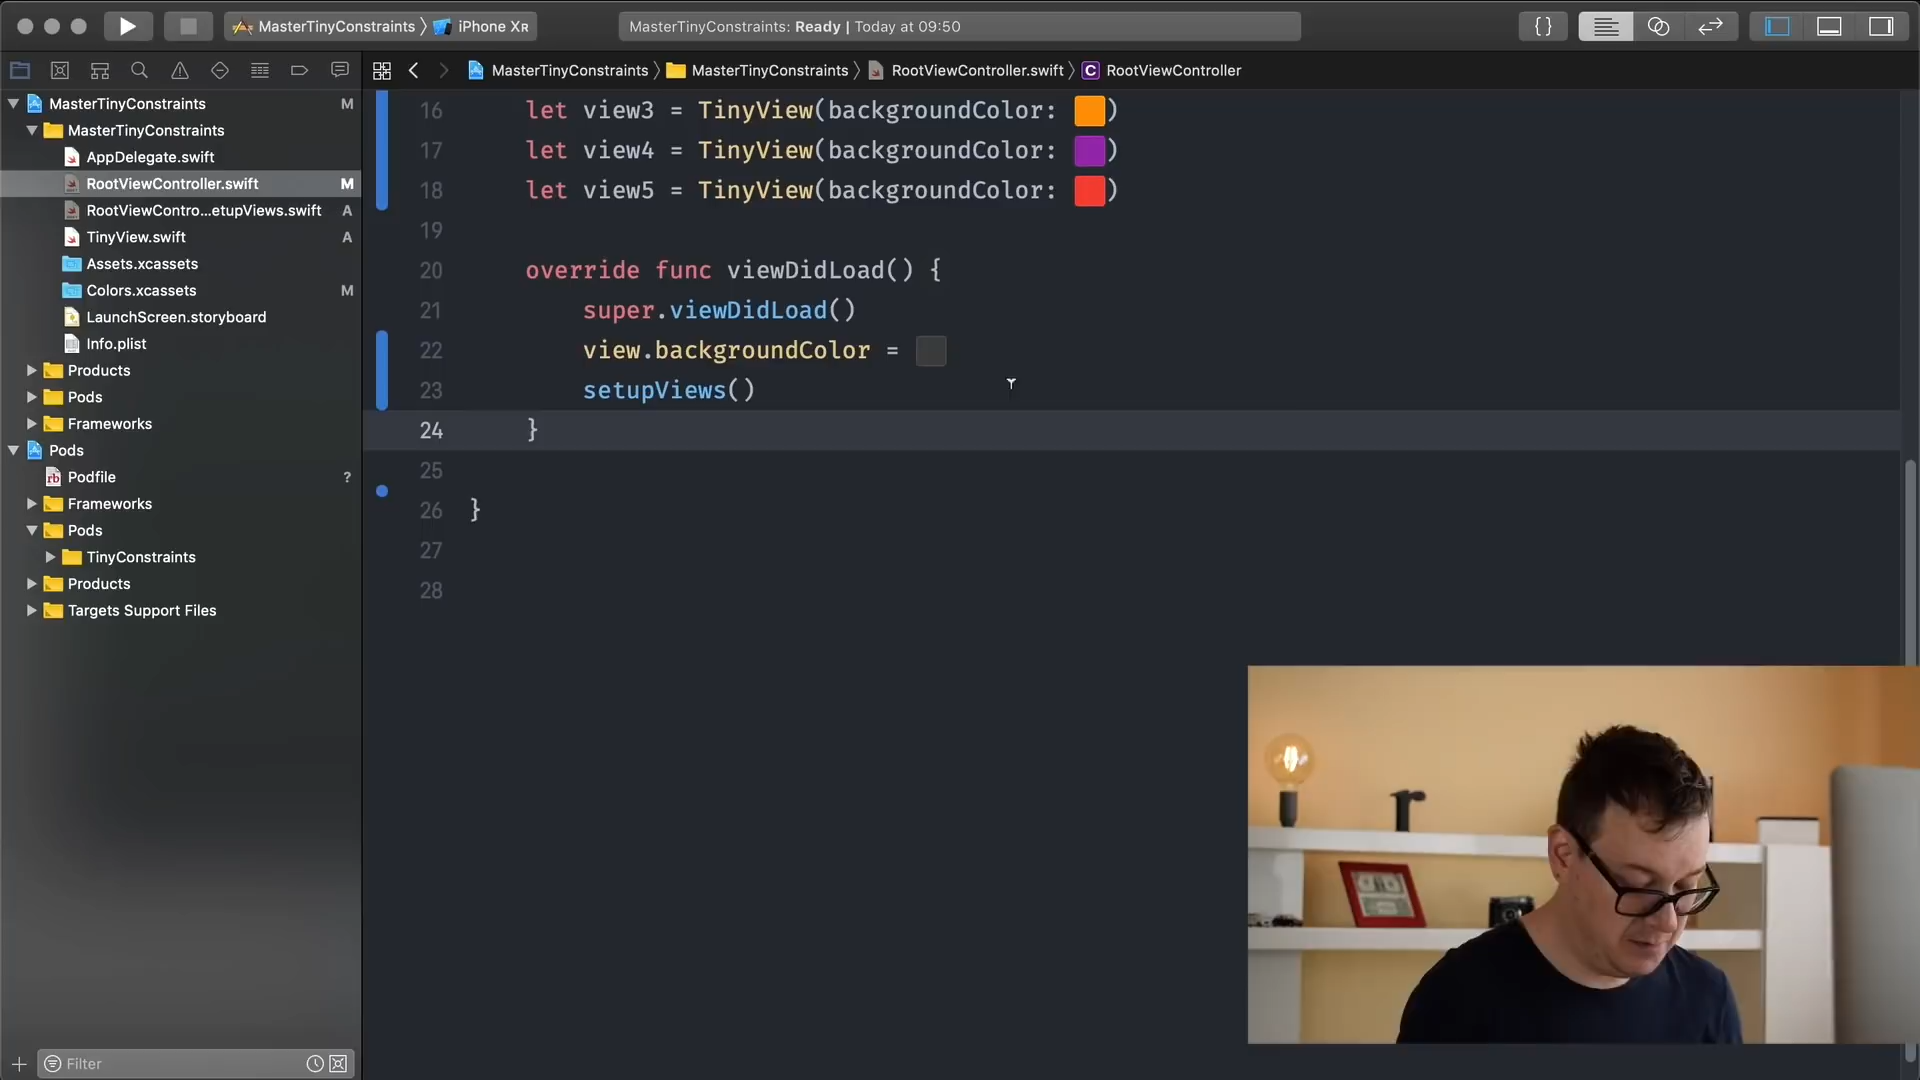 MasterTinyConstraints iPhone XR
MasterTinyConstraints: Ready | Today at 09:50
{}
MasterTinyConstraints MasterTinyConstraints RootViewController.swift C RootViewController
MasterTinyConstraints M
MasterTinyConstraints
AppDelegate.swift
RootViewController.swift M
RootViewContro...etupViews.swift A
TinyView.swift A
Assets.xcassets
Colors.xcassets M
LaunchScreen.storyboard
Info.plist
Products
Pods
Frameworks
Pods
rb Podfile ?
Frameworks
Pods
TinyConstraints
Products
Targets Support Files
Filter
16 let view3 = TinyView(backgroundColor: )
17 let view4 = TinyView(backgroundColor: )
18 let view5 = TinyView(backgroundColor: )
19
20 override func viewDidLoad() {
21 super.viewDidLoad()
22 view.backgroundColor =
23 setupViews()
24 }
25
26 }
27
28